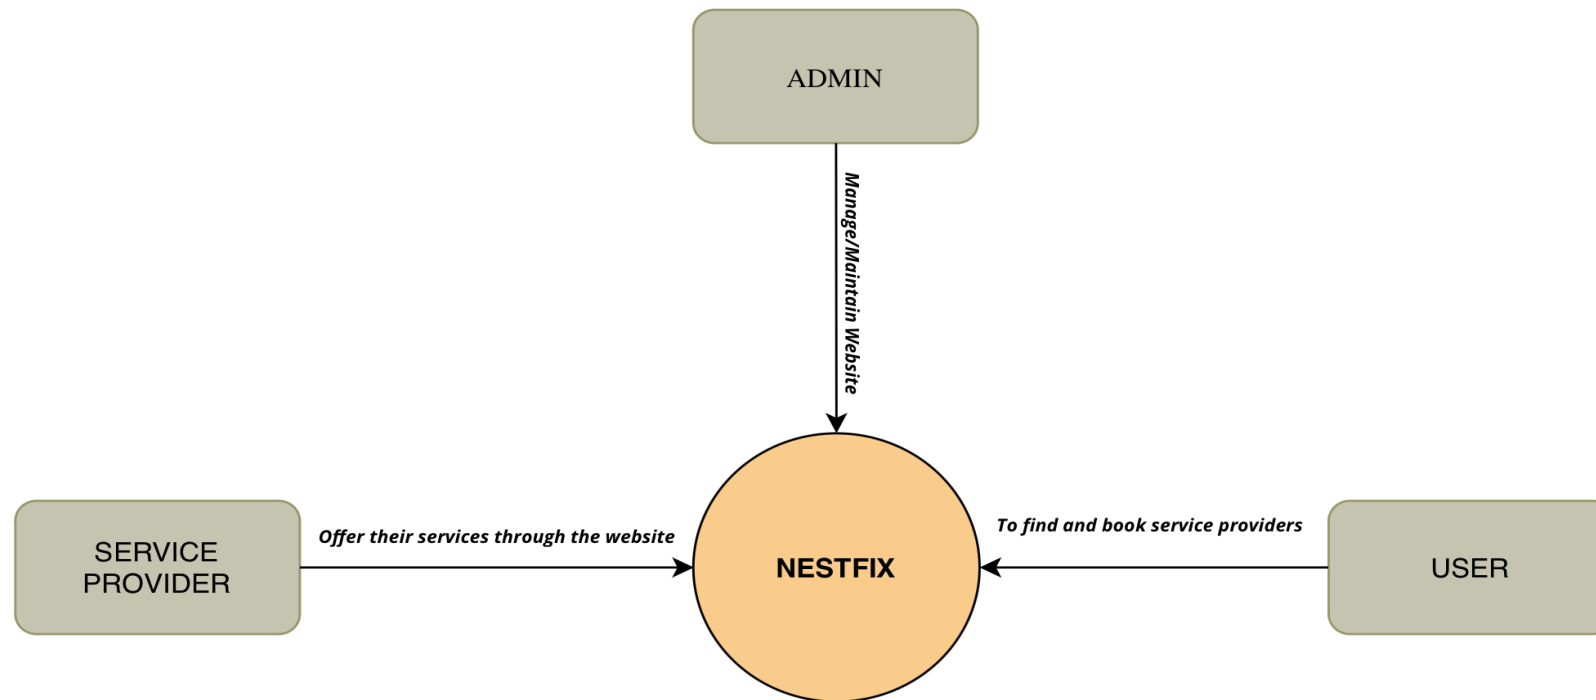 ADMIN
Manage/Maintain Website
SERVICE
PROVIDER
Offer their services through the website
NESTFIX
To find and book service providers
USER